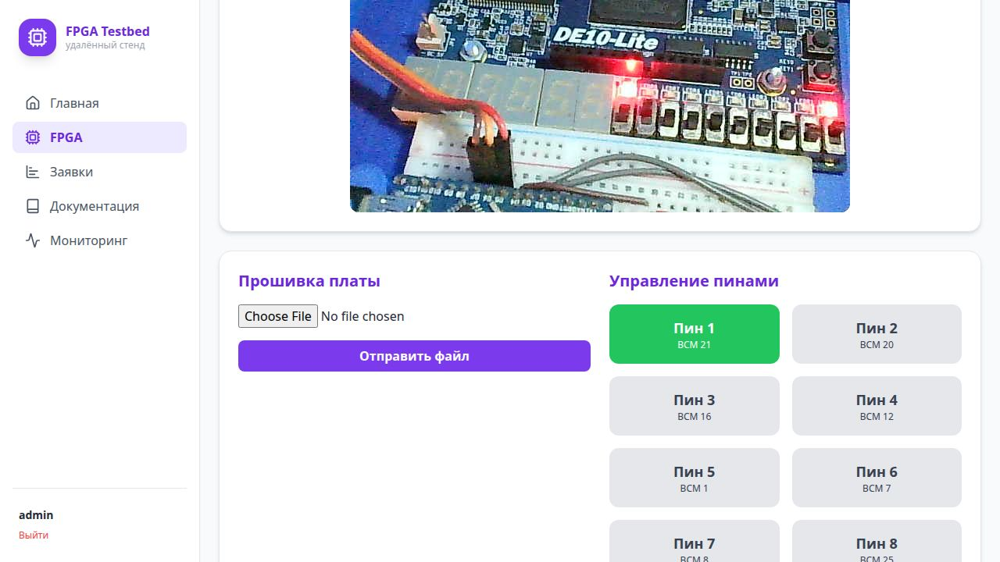 FPGA Testbed
удалённый стенд
Главная
FPGA
Заявки
Документация
Мониторинг
admin
Выйти
DE10-Lite
KEY0
KEY1
Прошивка платы
Choose File No file chosen
Отправить файл
Управление пинами
Пин 1
BCM 21
Пин 2
BCM 20
Пин 3
BCM 16
Пин 4
BCM 12
Пин 5
BCM 1
Пин 6
BCM 7
Пин 7
BCM 8
Пин 8
BCM 25